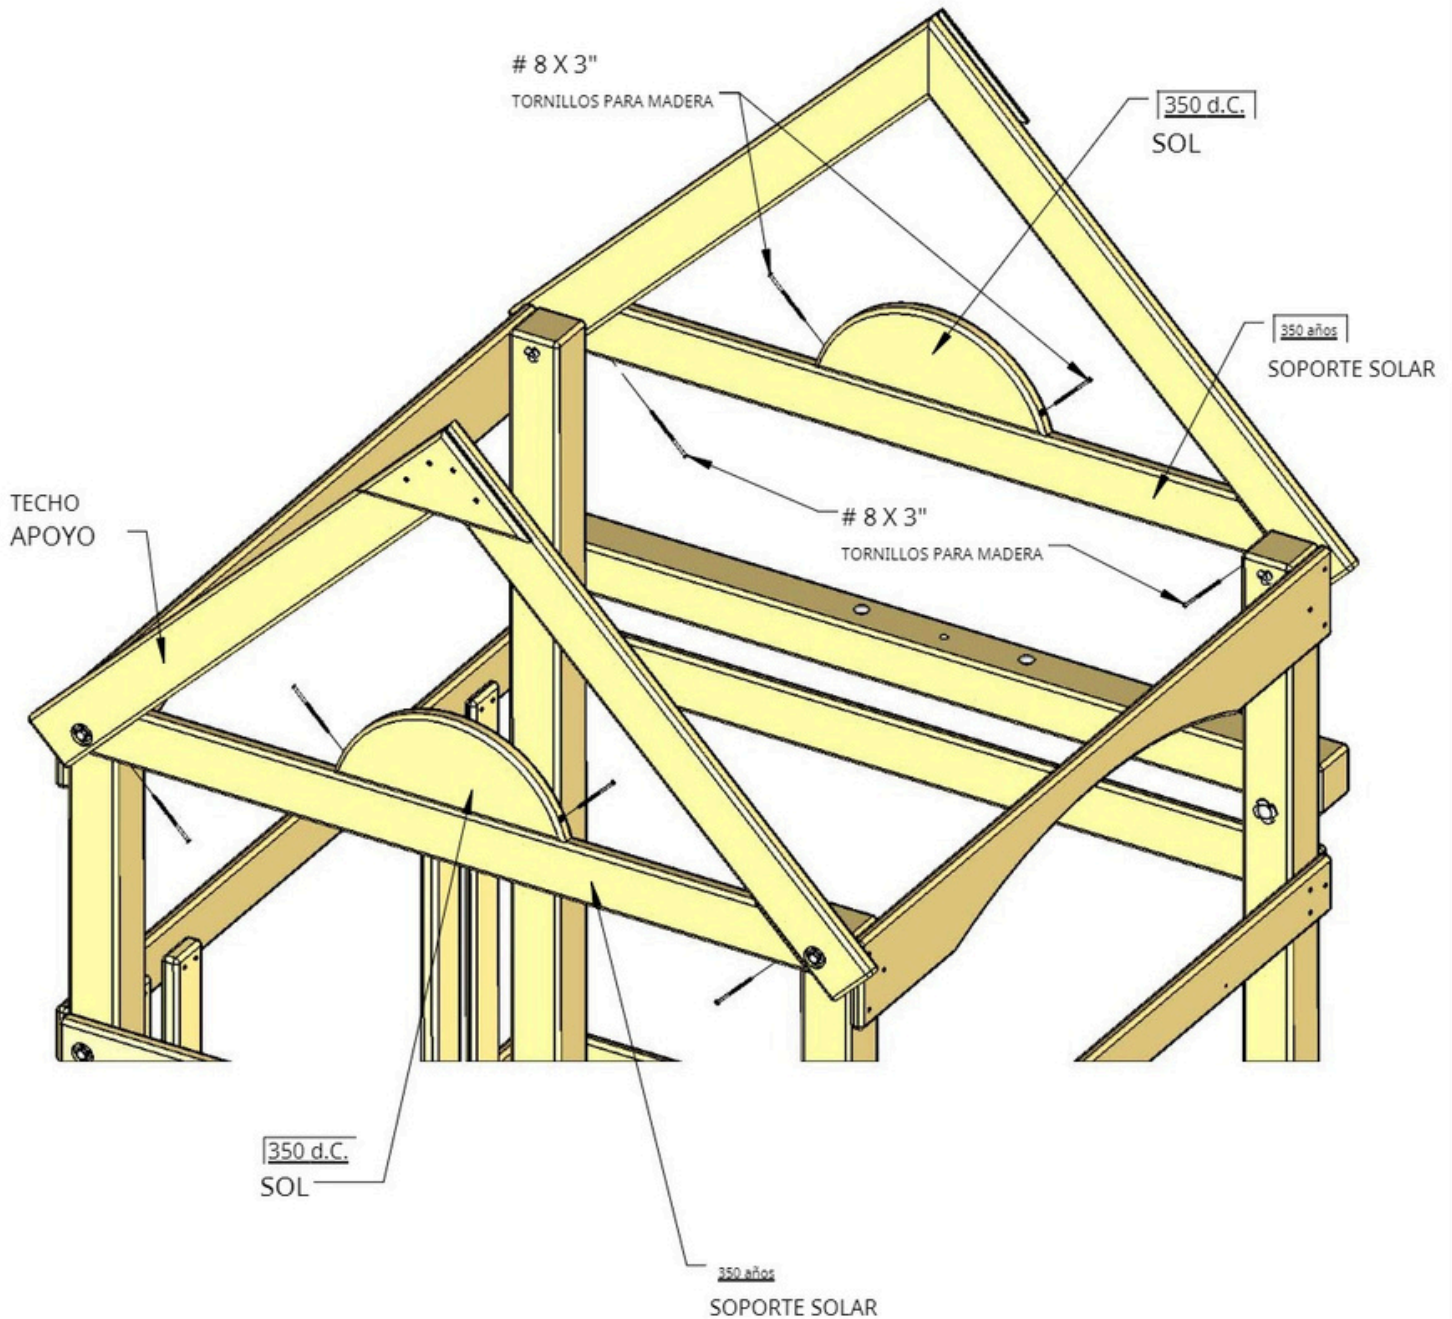 # 8 X 3"
TORNILLOS PARA MADERA
350 d.C.
SOL
350 años
SOPORTE SOLAR
TECHO
APOYO
# 8 X 3"
TORNILLOS PARA MADERA
350 d.C.
SOL
350 años
SOPORTE SOLAR